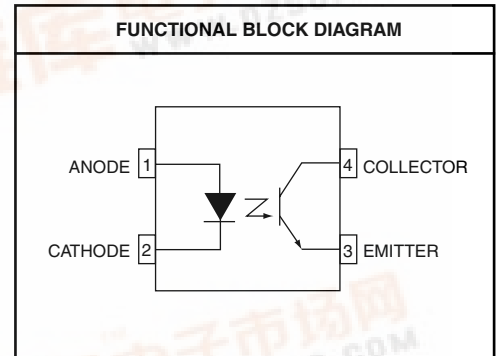 FUNCTIONAL BLOCK DIAGRAM
ANODE 1
4 COLLECTOR
CATHODE 2
3 EMITTER